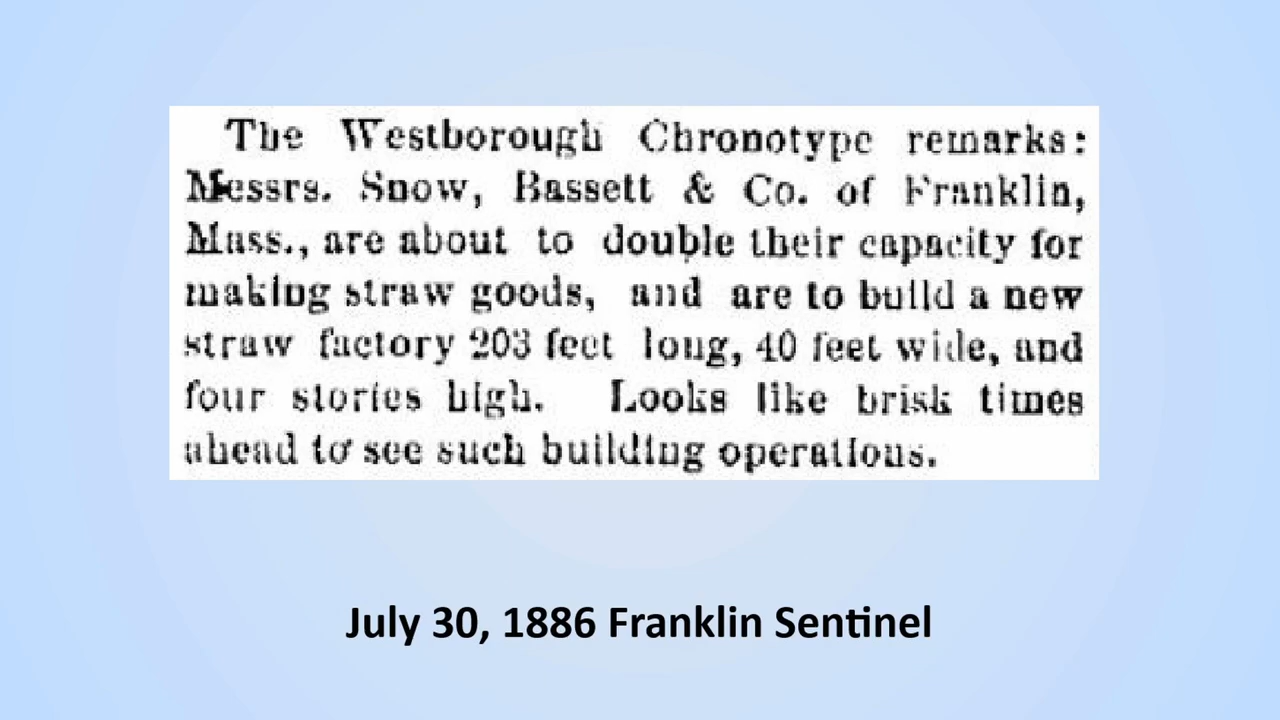 The Westborough Chronotype remarks:
Messrs. Snow, Bassett & Co. of Franklin,
Mass., are about to double their capacity for
making straw goods, and are to build a new
straw factory 203 feet long, 40 feet wide, and
four stories high. Looks like brisk times
ahead to see such building operations.
July 30, 1886 Franklin Sentinel